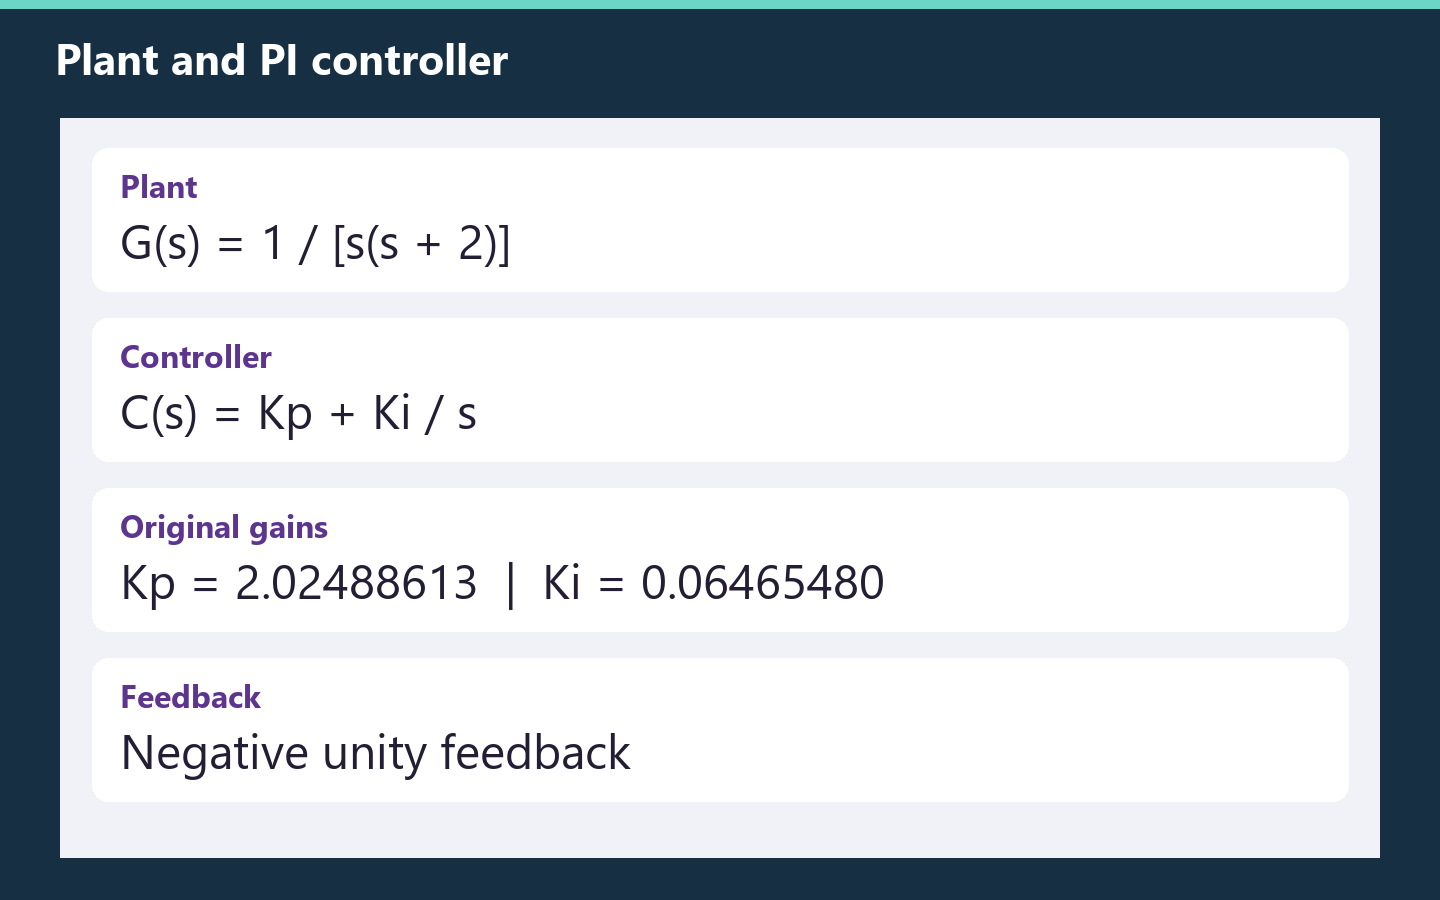 Plant and PI controller
Plant
G(s) = 1 / [s(s + 2)]
Controller
C(s) = Kp + Ki / s
Original gains
Kp = 2.02488613 | Ki = 0.06465480
Feedback
Negative unity feedback